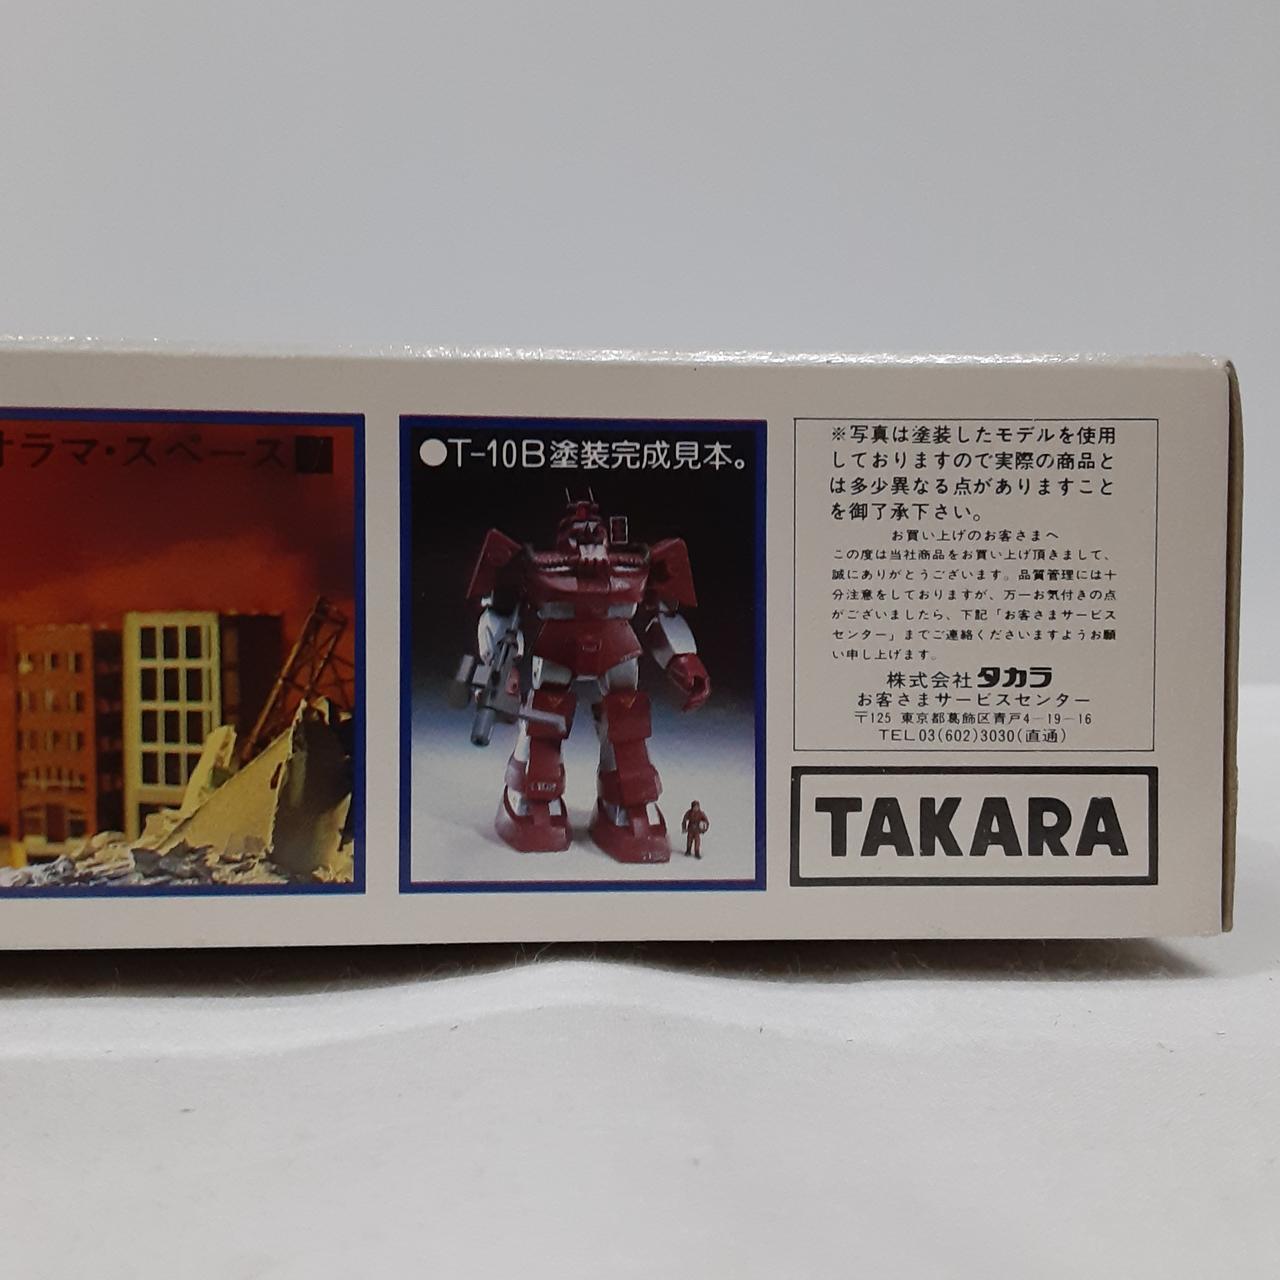 オラマ・スペース
●T-10B塗装完成見本。
※写真は塗装したモデルを使用
しておりますので実際の商品と
は多少異なる点がありますこと
を御了承下さい。
お買い上げのお客さまへ
この度は当社商品をお買い上げ頂きまして、
誠にありがとうございます。品質管理には十
分注意をしておりますが、万一お気付きの点
がございましたら、下記「お客さまサービス
センター」までご連絡くださいますようお願
い申し上げます。
株式会社タカラ
お客さまサービスセンター
〒125 東京都葛飾区青戸4-19-16
TEL03(602)3030(直通)
TAKARA